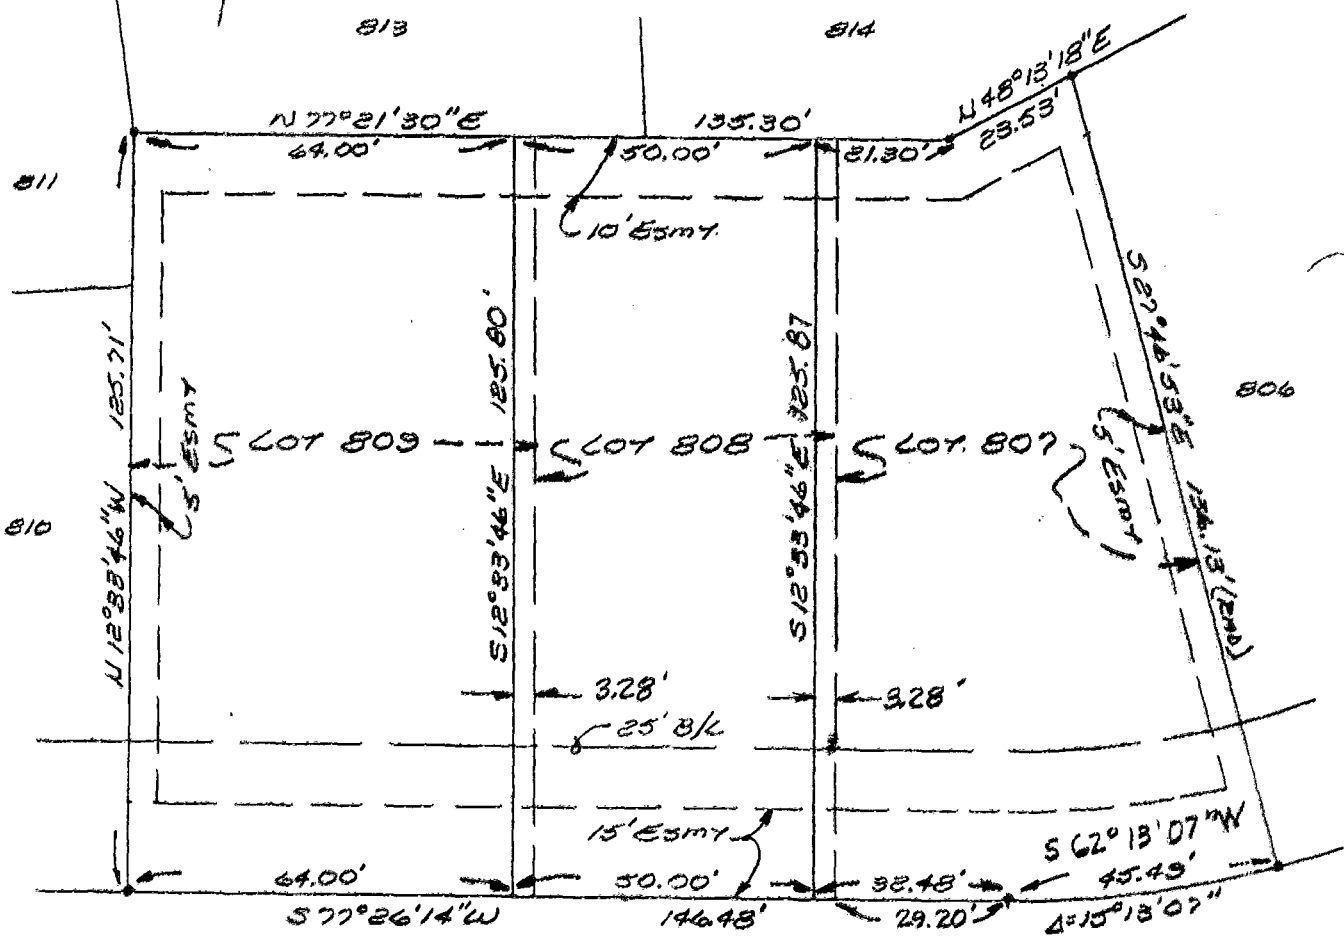 813
814
N 77°21'30"E
135.30'
N 48°13'18"E
23.53'
64.00'
50.00'
21.30'
811
10' Esmt.
125.71'
125.80'
125.87
S 27°46'53"E 136.13' (RAD)
806
5' Esmt
LOT 809
LOT 808
LOT. 807
5' Esmt
810
N 12°33'46"W
S 12°33'46"E
S 12°33'46"E
3.28'
3.28'
25' B/L
15' Esmt
S 62°13'07"W
64.00'
50.00'
32.48'
45.49'
S 77°26'14"W
146.48'
29.20'
Δ=15°13'07"